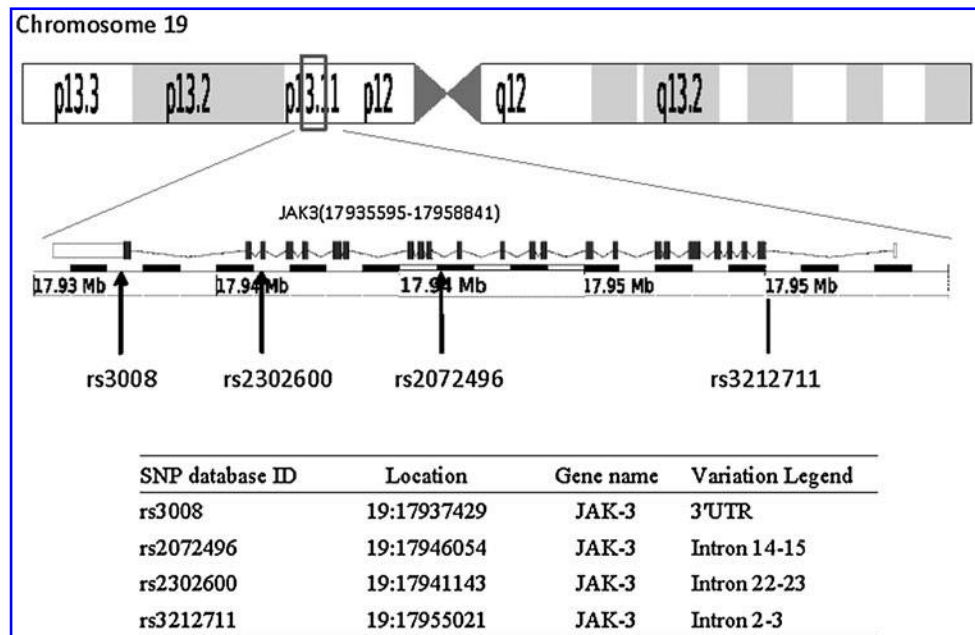 Chromosome 19
p13.3 p13.2 p13.11 p12 q12 q13.2
JAK3(17935595-17958841)
17.93 Mb 17.94 Mb 17.94 Mb 17.95 Mb 17.95 Mb
rs3008 rs2302600 rs2072496 rs3212711
SNP database ID Location Gene name Variation Legend
rs3008 19:17937429 JAK-3 3'UTR
rs2072496 19:17946054 JAK-3 Intron 14-15
rs2302600 19:17941143 JAK-3 Intron 22-23
rs3212711 19:17955021 JAK-3 Intron 2-3